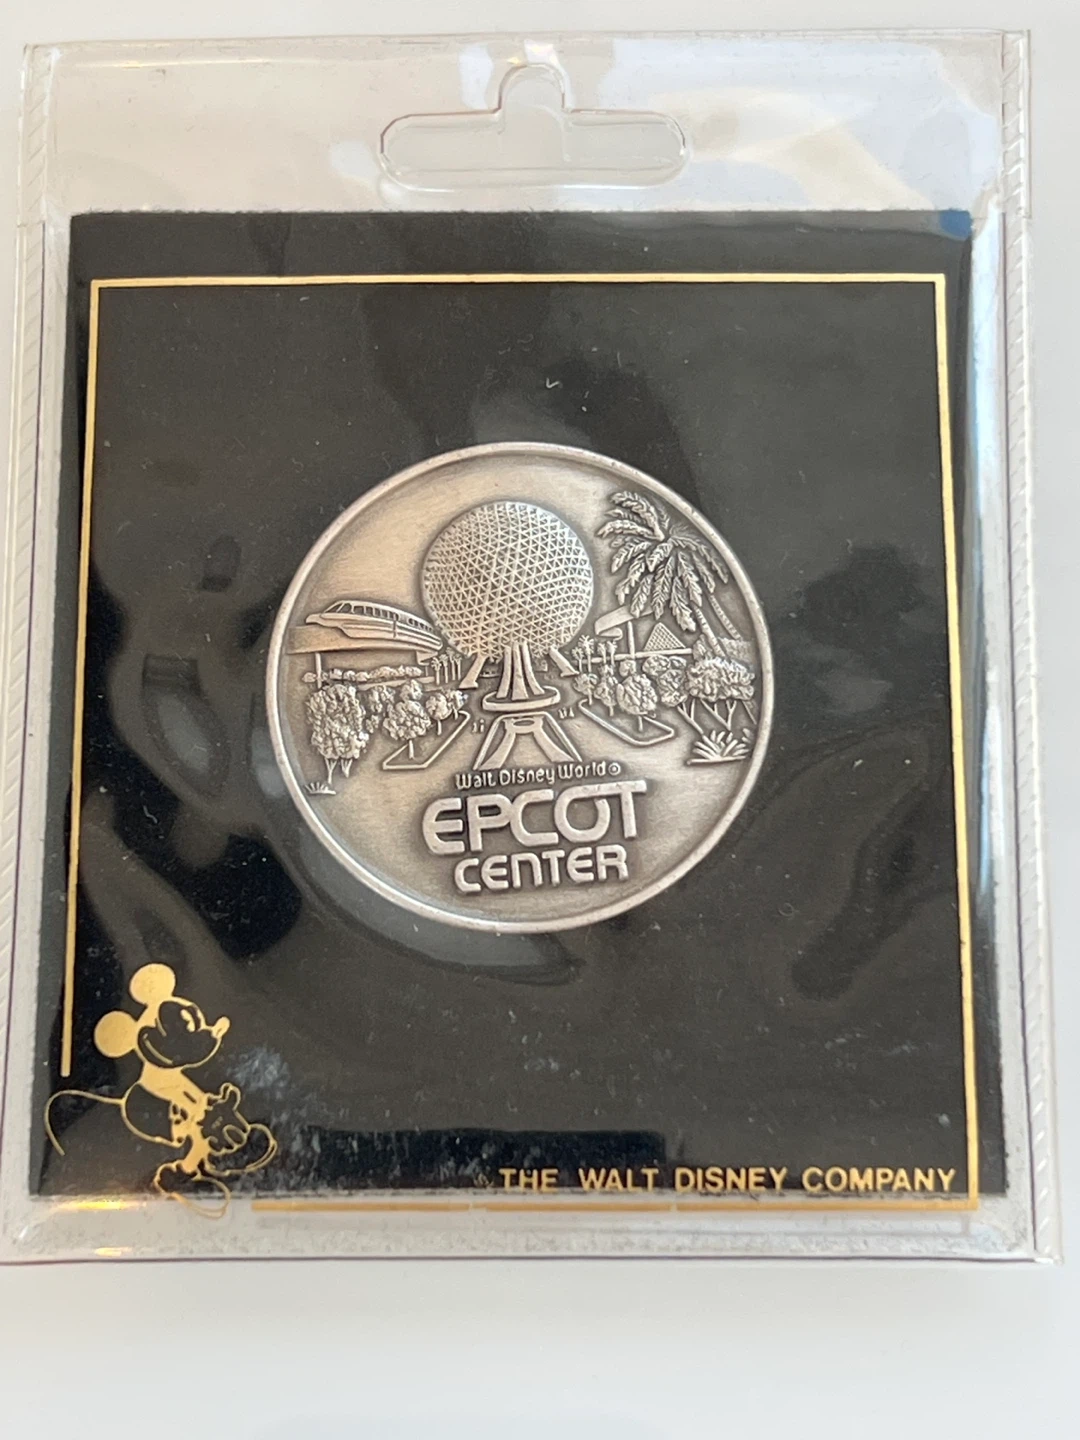 Walt Disney World ®
EPCOT
CENTER
THE WALT DISNEY COMPANY